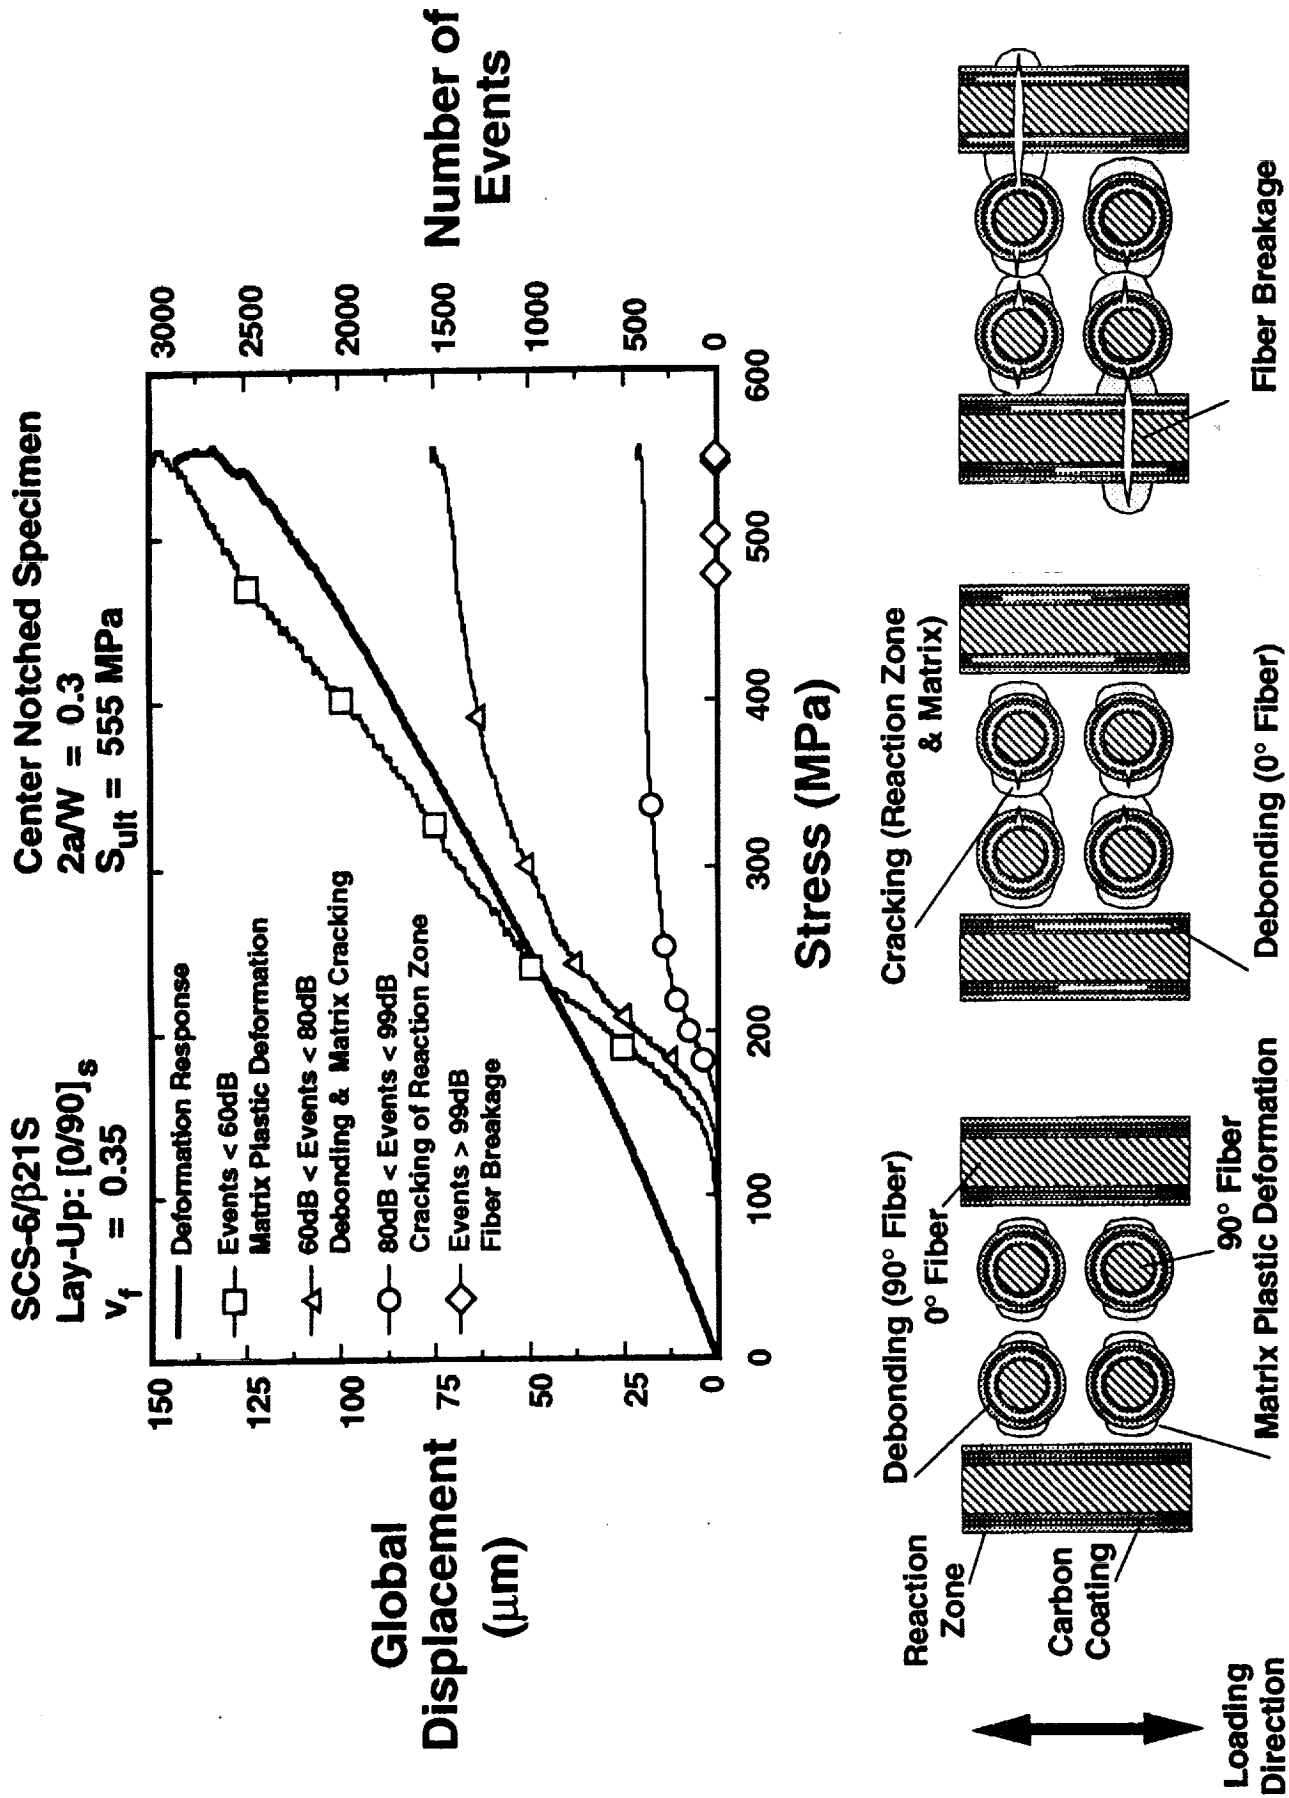 SCS-6/β21S
Lay-Up: [0/90]s
vf = 0.35
Center Notched Specimen
2a/W = 0.3
Sult = 555 MPa
Global
Displacement
(μm)
150
125
100
75
50
25
0
Deformation Response
Events < 60dB
Matrix Plastic Deformation
60dB < Events < 80dB
Debonding & Matrix Cracking
80dB < Events < 99dB
Cracking of Reaction Zone
Events > 99dB
Fiber Breakage
3000
2500
2000
1500
1000
500
0
Number of
Events
0
100
200
300
400
500
600
Stress (MPa)
Loading
Direction
Reaction
Zone
Carbon
Coating
Debonding (90° Fiber)
0° Fiber
90° Fiber
Matrix Plastic Deformation
Cracking (Reaction Zone
& Matrix)
Debonding (0° Fiber)
Fiber Breakage